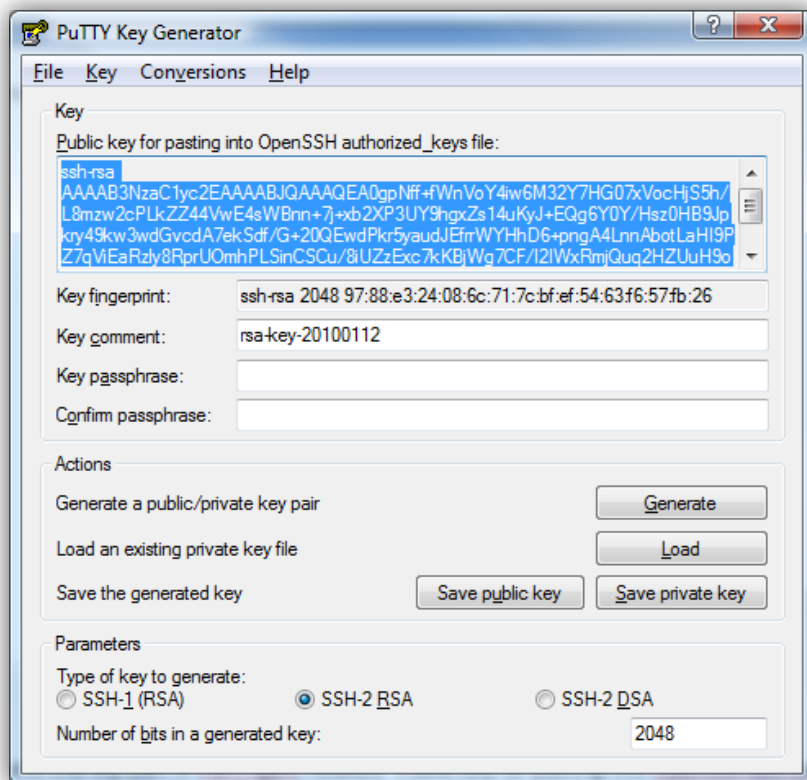 PuTTY Key Generator
File Key Conversions Help
Key
Public key for pasting into OpenSSH authorized_keys file:
ssh-rsa
AAAAB3NzaC1yc2EAAAABJQAAAQEA0gpNff+fWnVoY4iw6M32Y7HG07xVocHjS5h/
L8mzw2cPLkZZ44VwE4sWBnn+7j+xb2XP3UY9hgxZs14uKyJ+EQg6Y0Y/Hsz0HB9Jp
kry49kw3wdGvcdA7ekSdf/G+20QEwdPkr5yaudJEfrrWYHhD6+pngA4LnnAbotLaHI9P
Z7qViEaRzly8RprUOmhPLSinCSCu/8iUZzExc7kKBjWg7CF/I2IWxRmjQuq2HZUuH9o
Key fingerprint: ssh-rsa 2048 97:88:e3:24:08:6c:71:7c:bf:ef:54:63:f6:57:fb:26
Key comment: rsa-key-20100112
Key passphrase:
Confirm passphrase:
Actions
Generate a public/private key pair Generate
Load an existing private key file Load
Save the generated key Save public key Save private key
Parameters
Type of key to generate:
SSH-1 (RSA) SSH-2 RSA SSH-2 DSA
Number of bits in a generated key: 2048